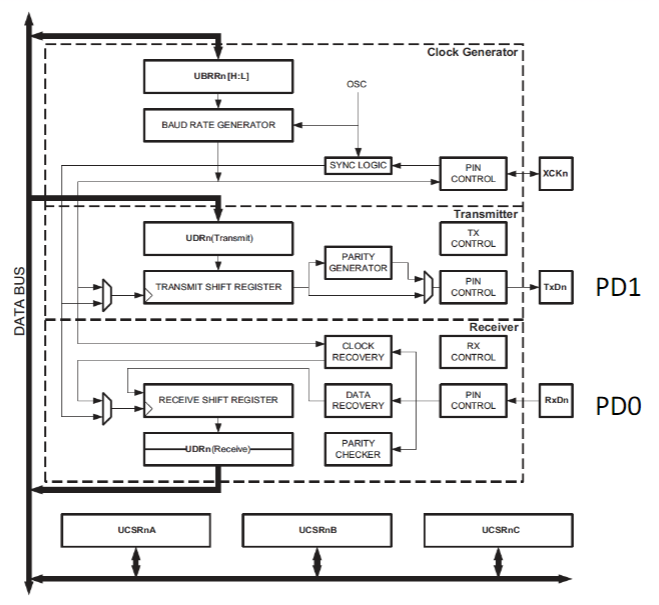 Clock Generator
UBRRn [H:L]
OSC
BAUD RATE GENERATOR
SYNC LOGIC
PIN
CONTROL
XCKn
Transmitter
UDRn(Transmit)
TX
CONTROL
PARITY
GENERATOR
TRANSMIT SHIFT REGISTER
PIN
CONTROL
TxDn
PD1
DATA BUS
Receiver
CLOCK
RECOVERY
RX
CONTROL
RECEIVE SHIFT REGISTER
DATA
RECOVERY
PIN
CONTROL
RxDn
PD0
UDRn(Receive)
PARITY
CHECKER
UCSRnA
UCSRnB
UCSRnC